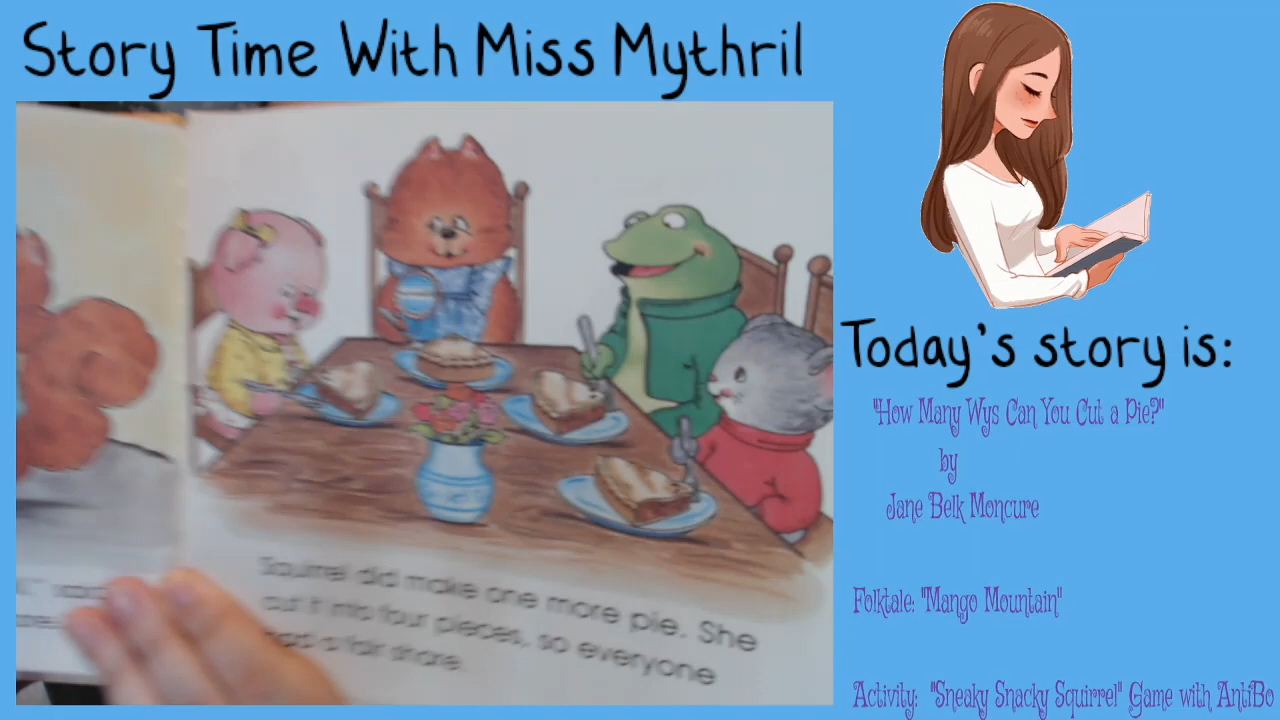 Story Time With Miss Mythril
Squirrel did make one more pie. She
cut it into four pieces, so everyone
had a fair share.
Today's story is:
"How Many Wys Can You Cut a Pie?"
by
Jane Belk Moncure
Folktale: "Mango Mountain"
Activity: "Sneaky Snacky Squirrel" Game with AntiBo